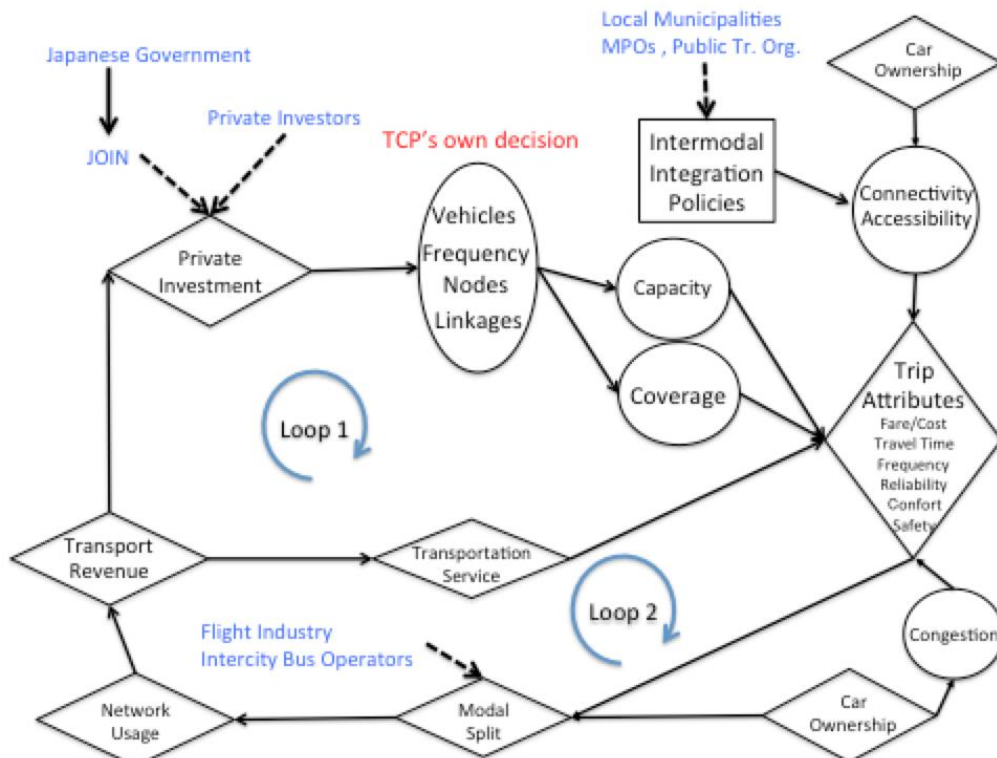 Japanese Government
JOIN
Private Investors
TCP's own decision
Local Municipalities
MPOs , Public Tr. Org.
Car
Ownership
Intermodal
Integration
Policies
Connectivity
Accessibility
Private
Investment
Vehicles
Frequency
Nodes
Linkages
Capacity
Coverage
Trip
Attributes
Fare/Cost
Travel Time
Frequency
Reliability
Confort
Safety
Loop 1
Transport
Revenue
Transportation
Service
Loop 2
Congestion
Flight Industry
Intercity Bus Operators
Network
Usage
Modal
Split
Car
Ownership